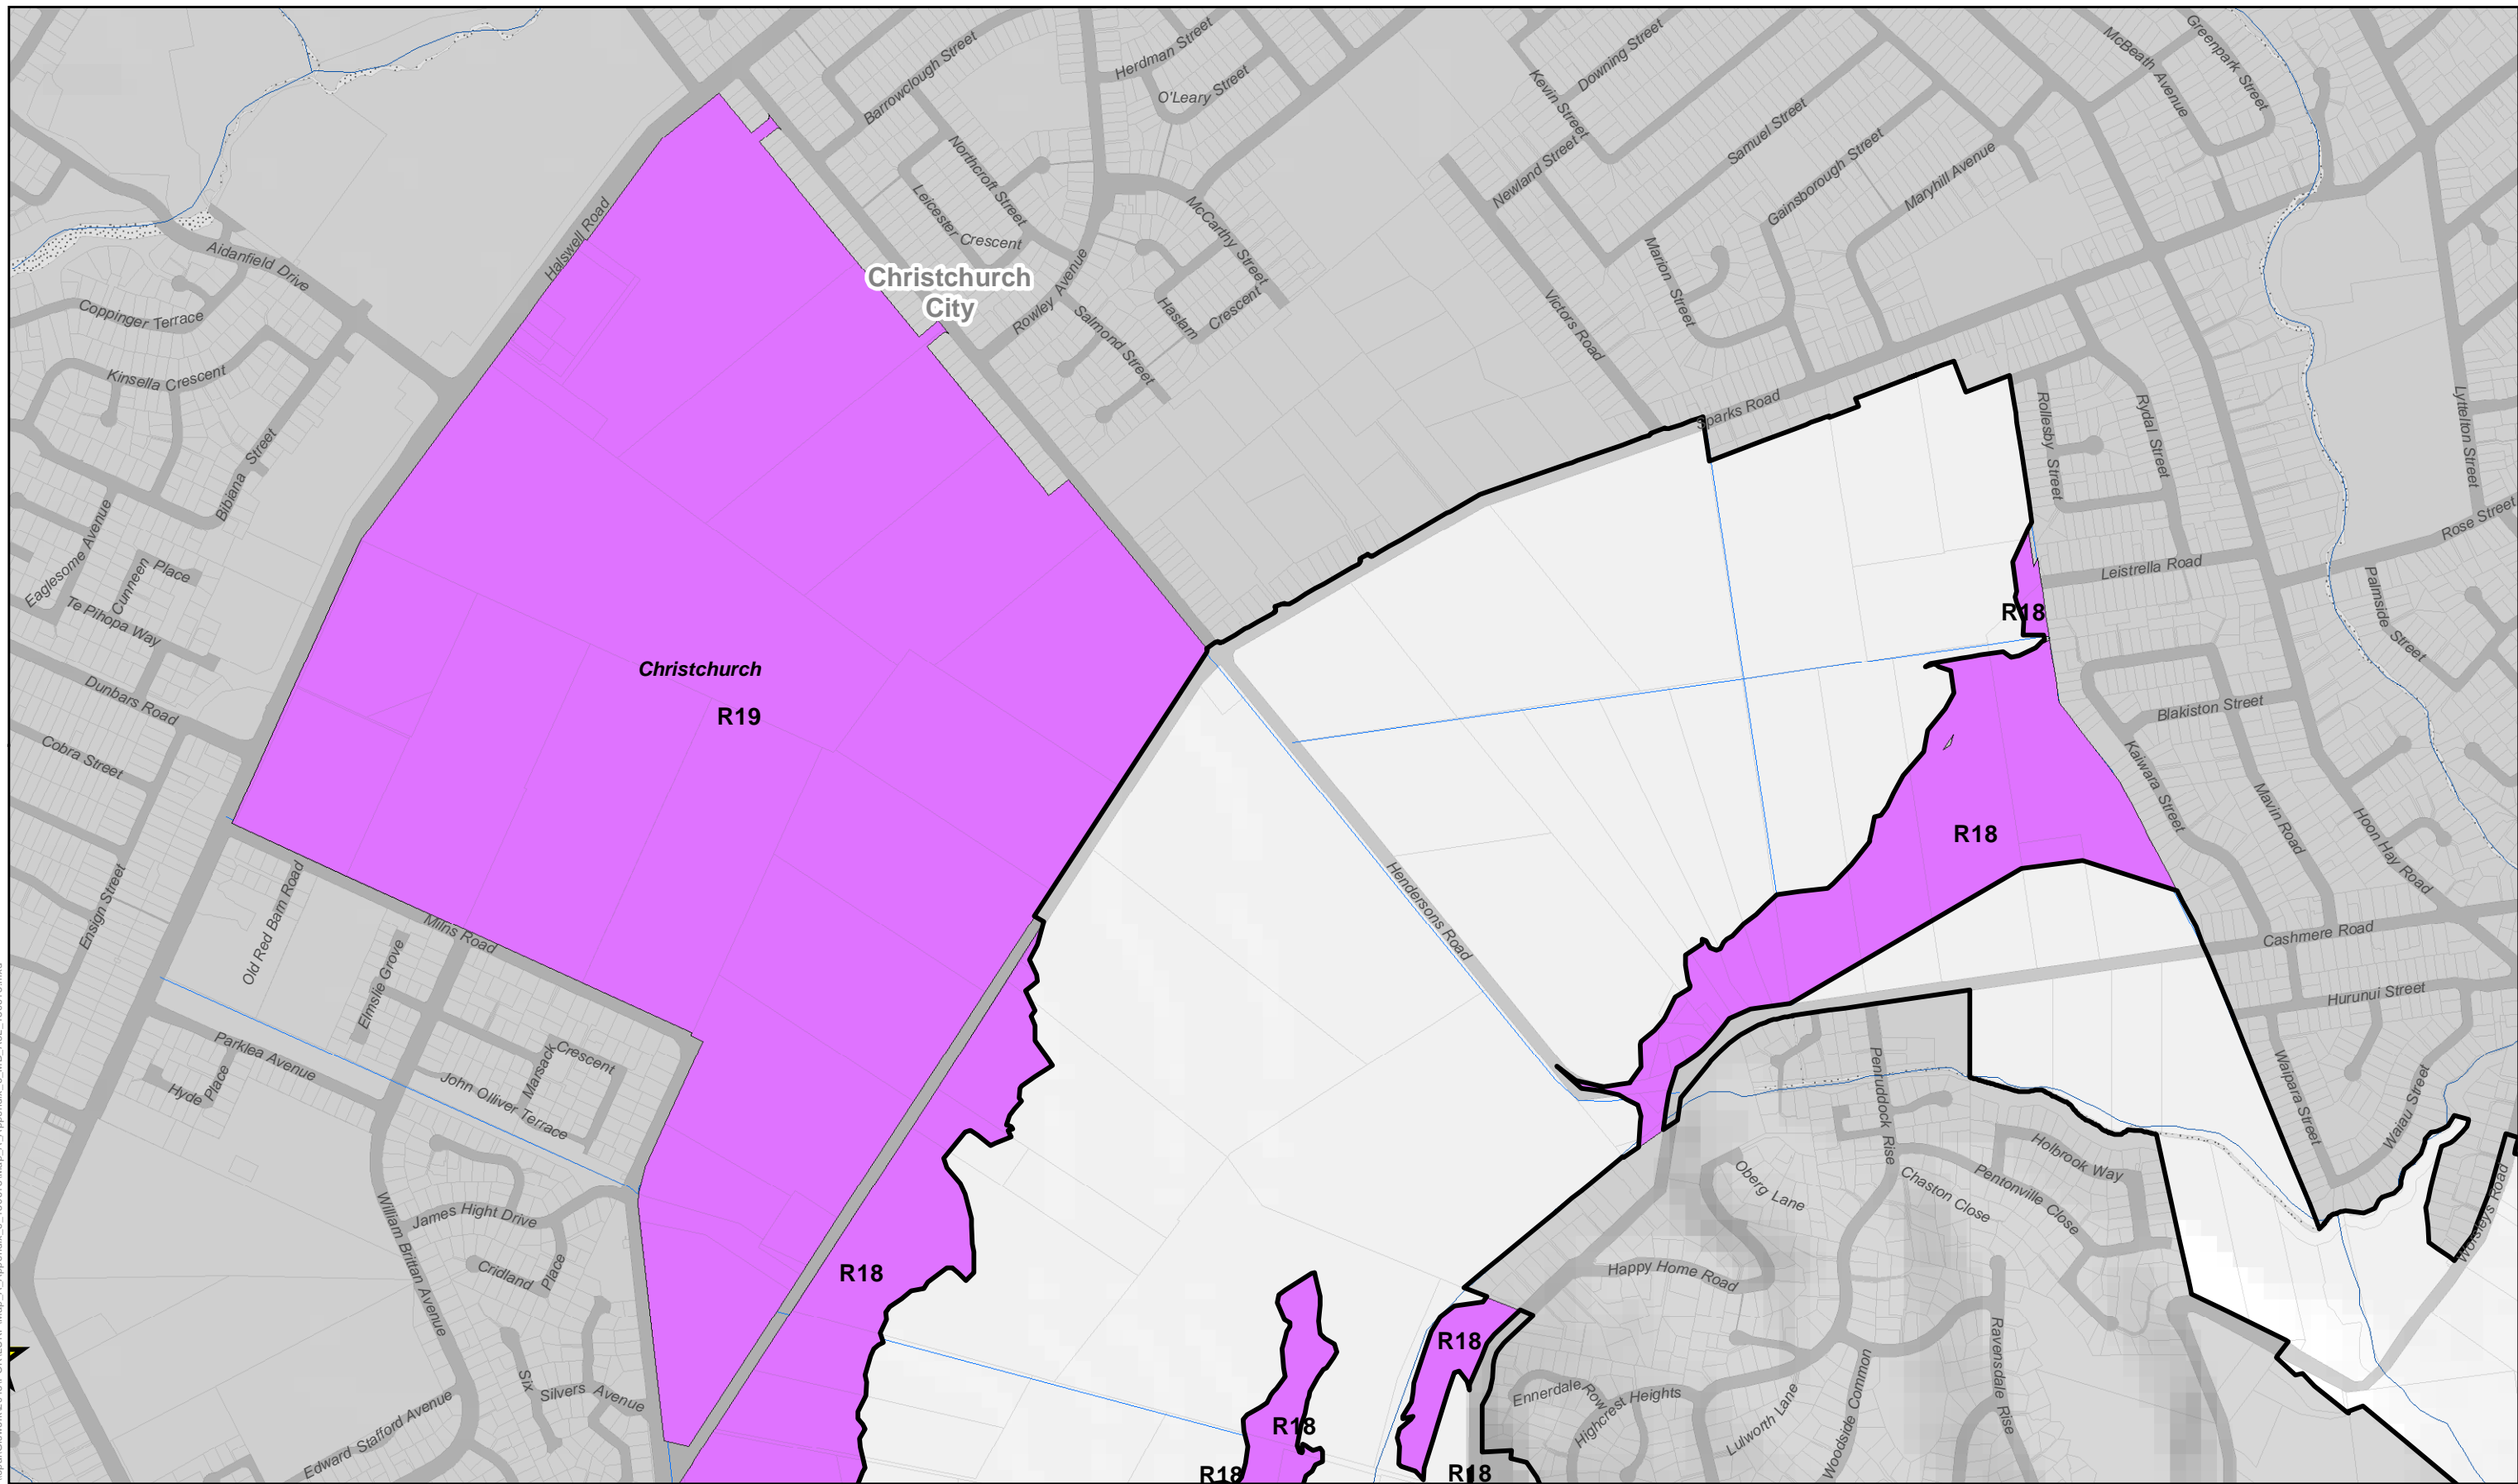 Herdman Street
O'Leary Street
Barrowclough Street
Northcroft Street
Leicester Crescent
McCarthy Street
Haslam
Crescent
Rowley Avenue
Salmond Street
Christchurch
City
Halswell Road
Aidanfield Drive
Coppinger Terrace
Kinsella Crescent
Bibiana Street
Eaglesome Avenue
Cunneen
Place
Te Pihopa Way
Dunbars Road
Cobra Street
Ensign Street
Old Red Barn Road
Milns Road
Elmslie Grove
Parklea Avenue
Hyde Place
Marsack
Crescent
John Olliver Terrace
James Hight Drive
Cridland Place
William Brittan Avenue
Six
Silvers Avenue
Edward Stafford Avenue
Christchurch
R19
Kevin Street
Downing Street
Newland Street
Samuel Street
Gainsborough Street
Maryhill Avenue
Marion Street
Victors Road
Sparks Road
McBeath Avenue
Greenpark Street
Lyttelton Street
Rose Street
Rollesby Street
Rydal Street
Leistrella Road
Palmside Street
Blakiston Street
Kaiwara Street
Mavin Road
Hoon Hay Road
Cashmere Road
Hurunui Street
Waipara Street
Waiau Street
Worsleys Road
Hendersons Road
R18
R18
R18
R18
R18
R18
R18
Penruddock Rise
Holbrook Way
Pentonville Close
Chaston Close
Oberg Lane
Happy Home Road
Ravensdale Rise
Ennerdale Row
Highcrest Heights
Lulworth Lane
Woodside Common